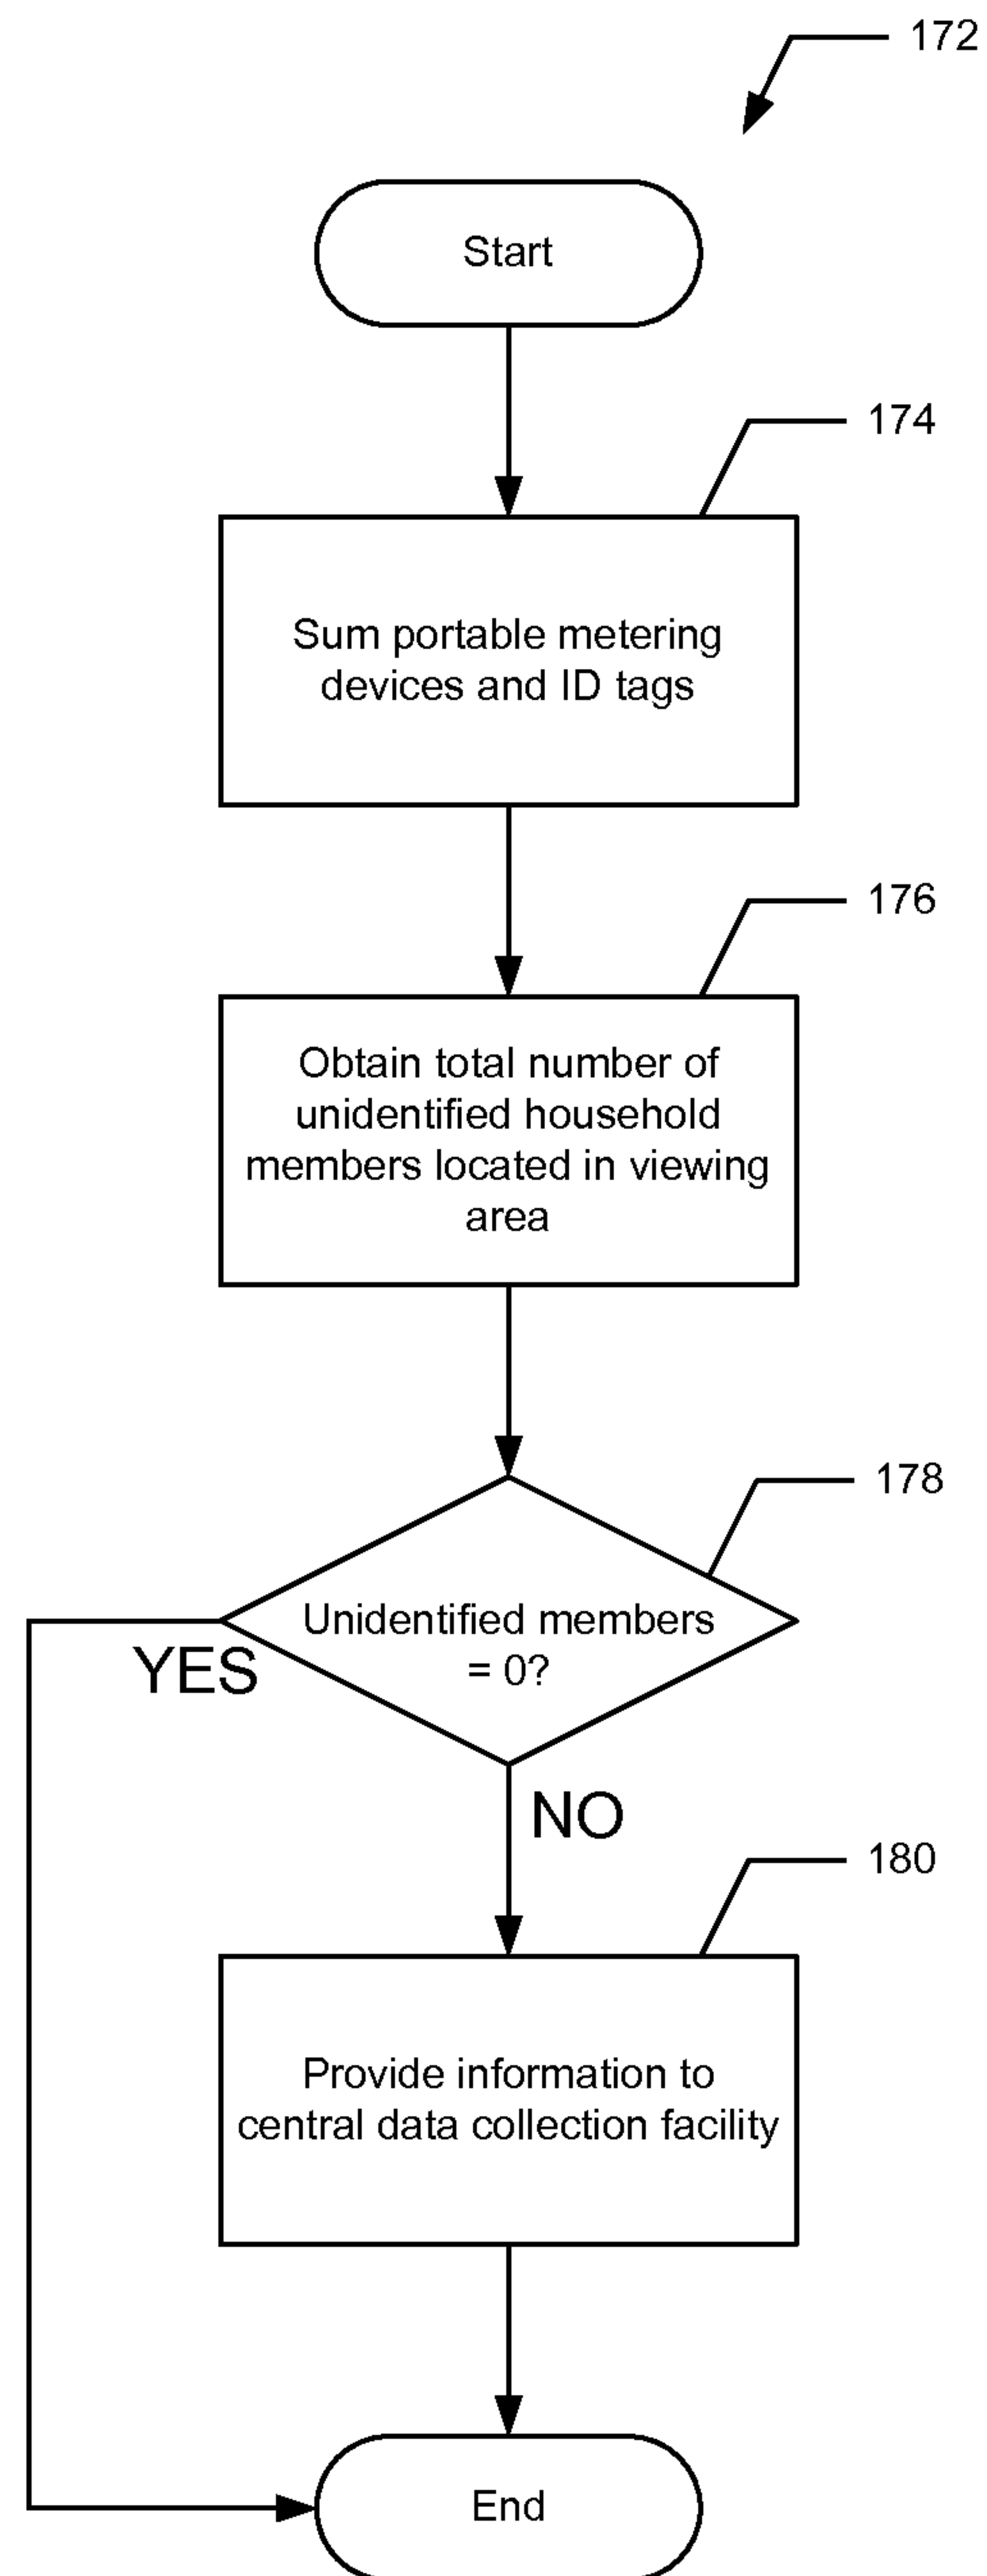 172
Start
174
Sum portable metering
devices and ID tags
176
Obtain total number of
unidentified household
members located in viewing
area
178
Unidentified members
= 0?
YES
NO
180
Provide information to
central data collection facility
End